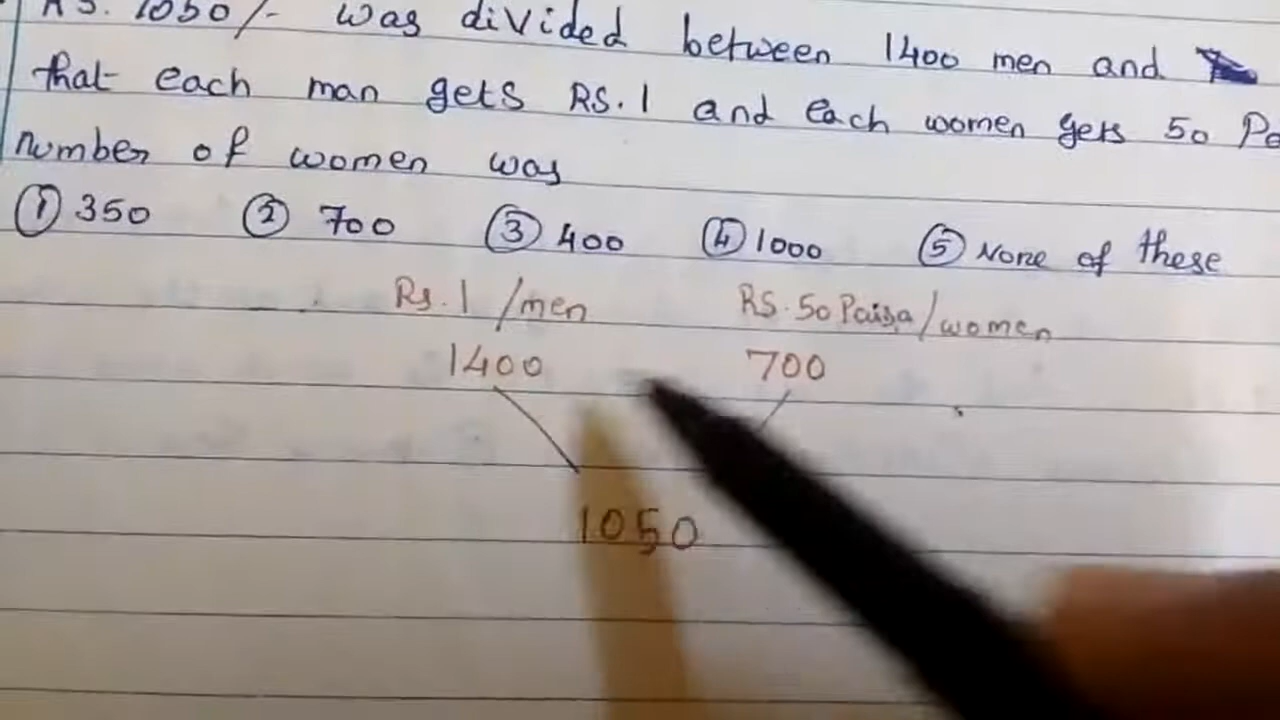 RS. 1050/- was divided between 1400 men and
that each man gets RS.1 and each women gets 50
number of women was
① 350 ② 700 ③ 400 ④ 1000 ⑤ None of these
Rs.1 /men RS.50 Paisa/women
1400 700
1050